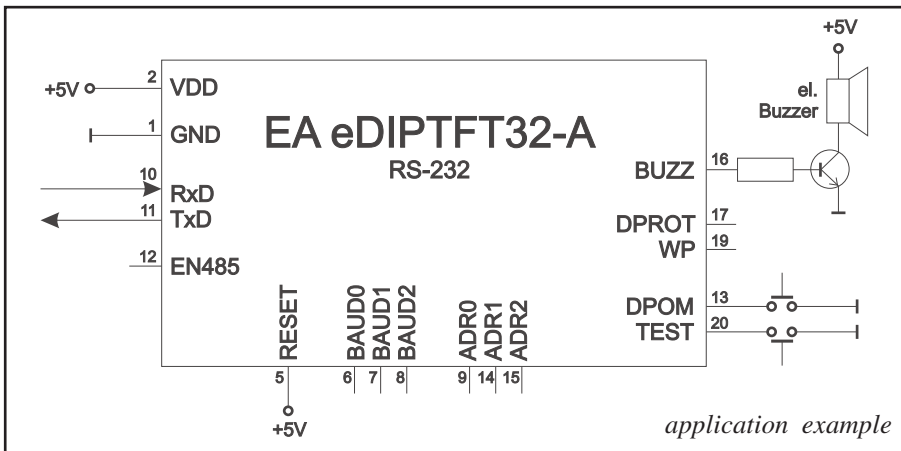 +5V
2
VDD
+5V
el.
Buzzer
1
GND
EA eDIPTFT32-A
RS-232
10
RxD
BUZZ
16
11
TxD
DPROT
17
WP
19
12
EN485
DPOM
13
TEST
20
RESET
BAUD0
BAUD1
BAUD2
ADR0
ADR1
ADR2
5
6
7
8
9
14
15
+5V
application example